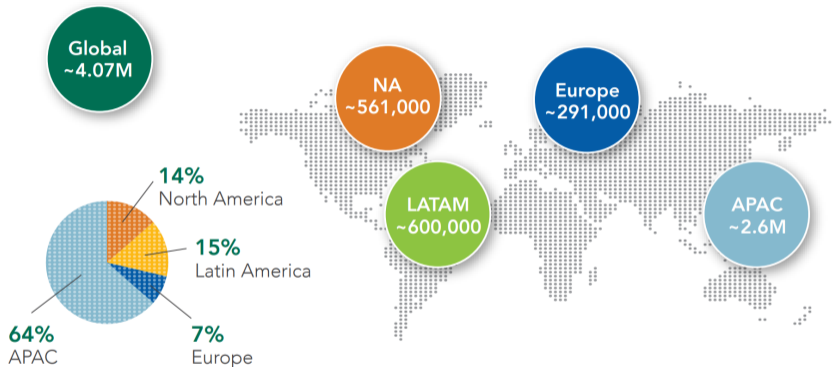 Global
~4.07M
NA
~561,000
Europe
~291,000
LATAM
~600,000
APAC
~2.6M
14%
North America
15%
Latin America
64%
APAC
7%
Europe